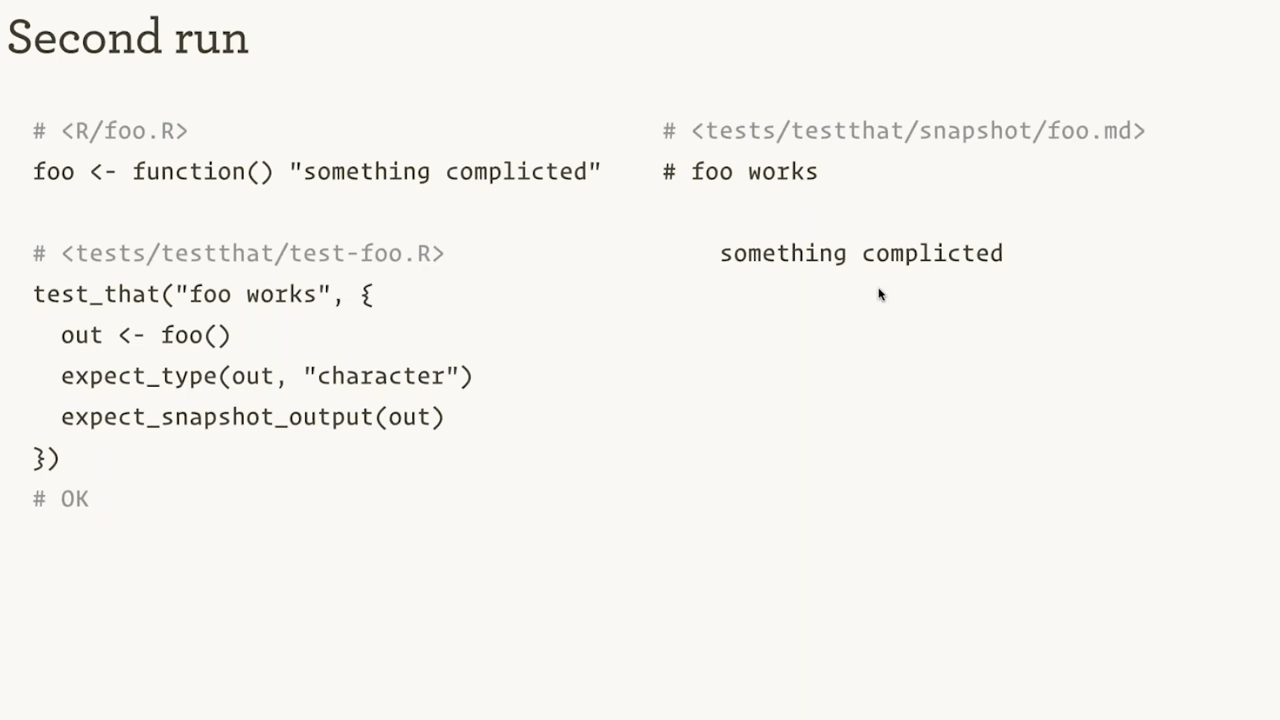 Second run
# <R/foo.R>
foo <- function() "something complicted"
# <tests/testthat/test-foo.R>
test_that("foo works", {
  out <- foo()
  expect_type(out, "character")
  expect_snapshot_output(out)
})
# OK
# <tests/testthat/snapshot/foo.md>
# foo works
    something complicted